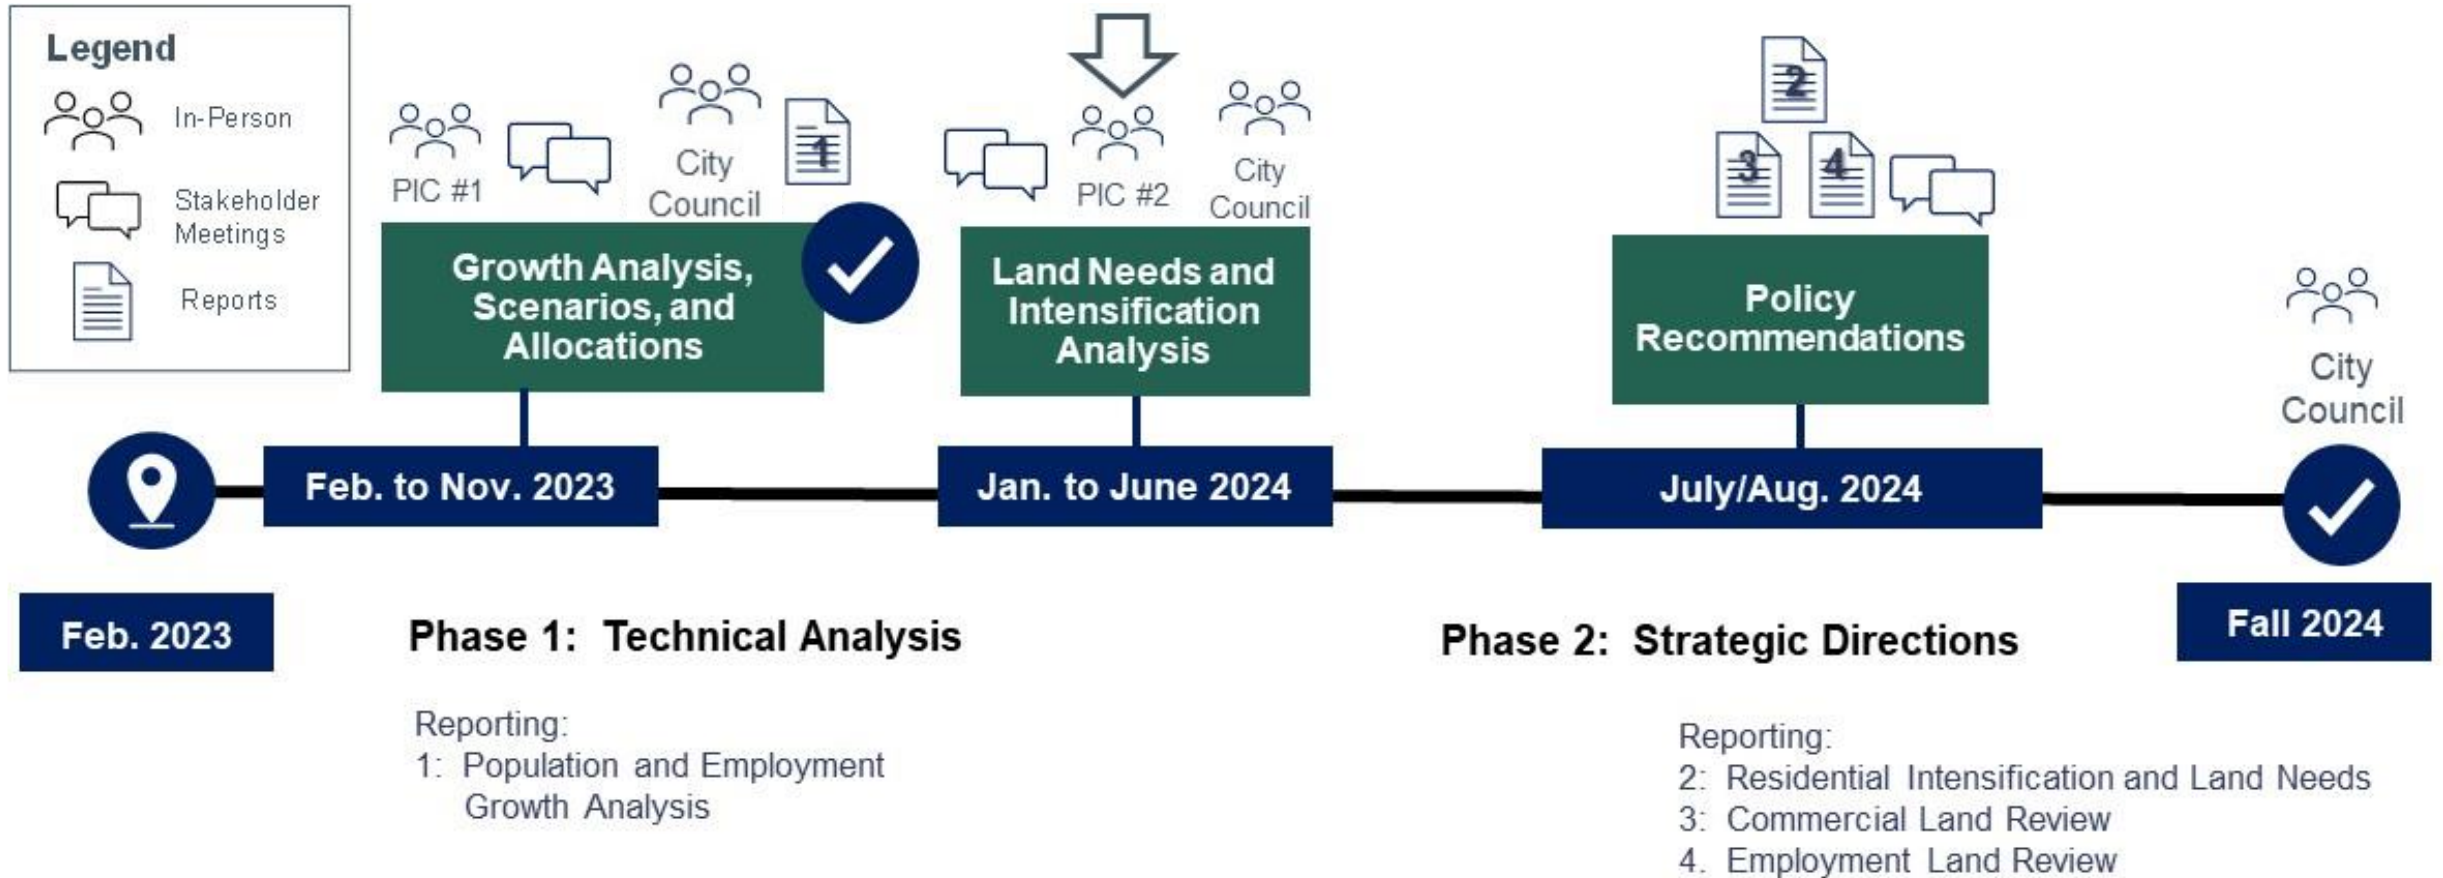 Legend
In-Person
Stakeholder
Meetings
Reports
PIC #1
City
Council
1
PIC #2
City
Council
2
3
4
Growth Analysis,
Scenarios, and
Allocations
Land Needs and
Intensification
Analysis
Policy
Recommendations
City
Council
Feb. to Nov. 2023
Jan. to June 2024
July/Aug. 2024
Feb. 2023
Phase 1: Technical Analysis
Phase 2: Strategic Directions
Fall 2024
Reporting:
1: Population and Employment
Growth Analysis
Reporting:
2: Residential Intensification and Land Needs
3: Commercial Land Review
4. Employment Land Review